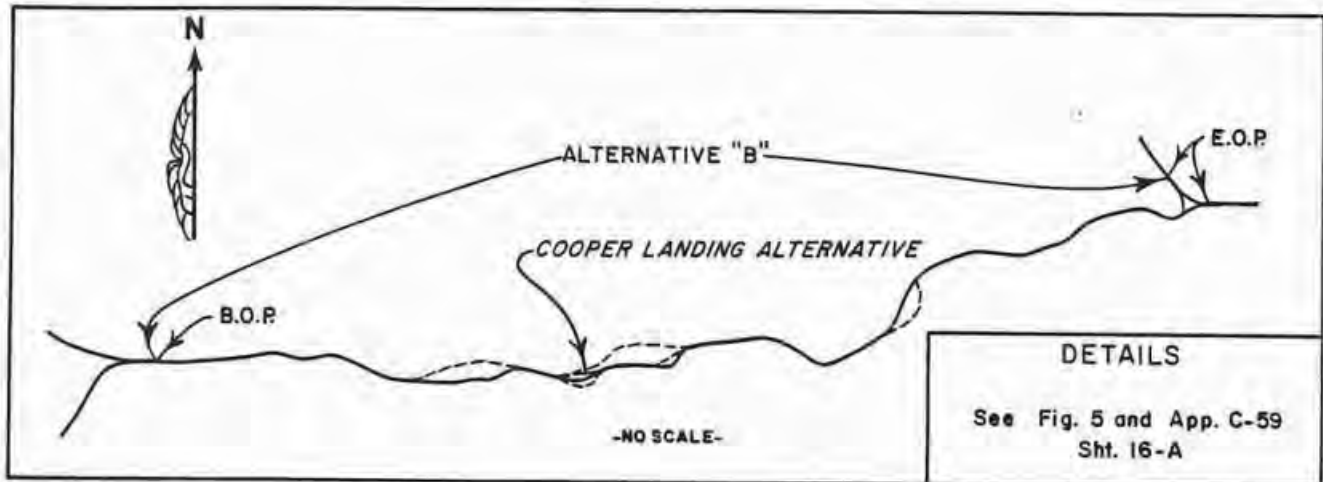 N
ALTERNATIVE "B"
E.O.P.
COOPER LANDING ALTERNATIVE
B.O.P.
-NO SCALE-
DETAILS
See Fig. 5 and App. C-59
Sht. 16-A